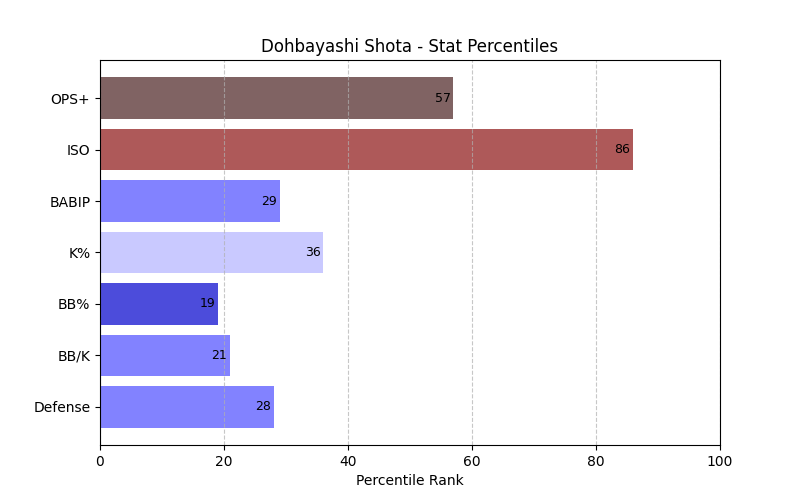 Dohbayashi Shota - Stat Percentiles
OPS+ 57
ISO 86
BABIP 29
K% 36
BB% 19
BB/K 21
Defense 28
0 20 40 60 80 100
Percentile Rank